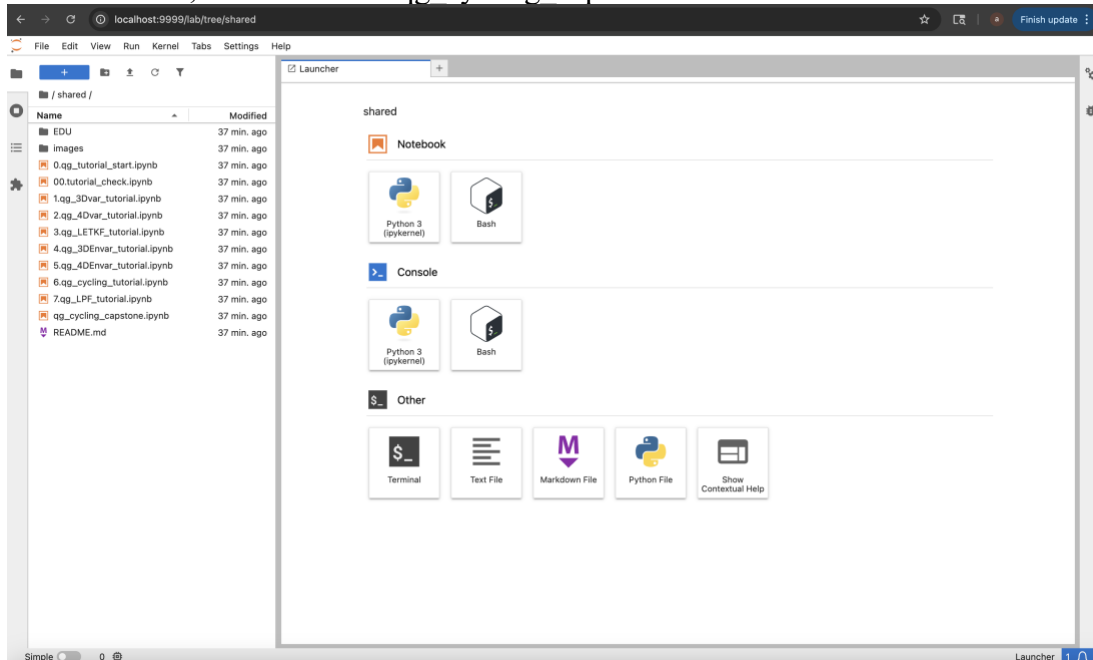 localhost:9999/lab/tree/shared
a
Finish update
File Edit View Run Kernel Tabs Settings Help
+
Launcher
+
/ shared /
Name Modified
EDU 37 min. ago
images 37 min. ago
0.qg_tutorial_start.ipynb 37 min. ago
00.tutorial_check.ipynb 37 min. ago
1.qg_3Dvar_tutorial.ipynb 37 min. ago
2.qg_4Dvar_tutorial.ipynb 37 min. ago
3.qg_LETKF_tutorial.ipynb 37 min. ago
4.qg_3DEnvar_tutorial.ipynb 37 min. ago
5.qg_4DEnvar_tutorial.ipynb 37 min. ago
6.qg_cycling_tutorial.ipynb 37 min. ago
7.qg_LPF_tutorial.ipynb 37 min. ago
qg_cycling_capstone.ipynb 37 min. ago
M README.md 37 min. ago
shared
Notebook
$_
Python 3 Bash
(ipykernel)
>_ Console
$_
Python 3 Bash
(ipykernel)
$_ Other
$_ M
Terminal Text File Markdown File Python File Show
Contextual Help
Simple 0 Launcher 1